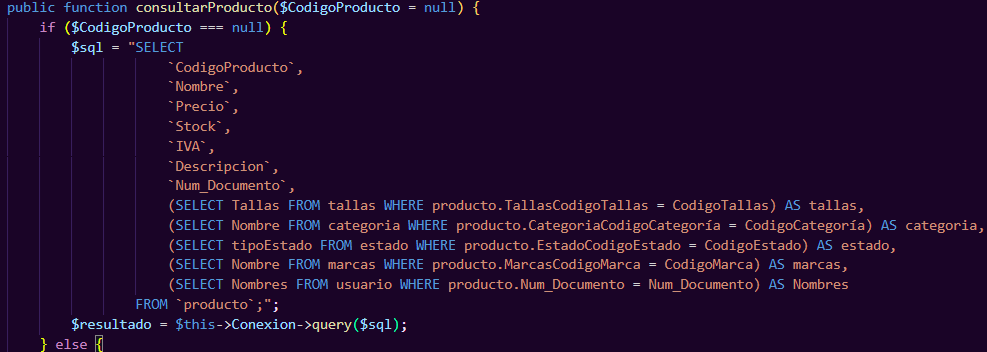 public function consultarProducto($CodigoProducto = null) {
if ($CodigoProducto === null) {
$sql = "SELECT
`CodigoProducto`,
`Nombre`,
`Precio`,
`Stock`,
`IVA`,
`Descripcion`,
`Num_Documento`,
(SELECT Tallas FROM tallas WHERE producto.TallasCodigoTallas = CodigoTallas) AS tallas,
(SELECT Nombre FROM categoria WHERE producto.CategoriaCodigoCategoría = CodigoCategoría) AS categoria,
(SELECT tipoEstado FROM estado WHERE producto.EstadoCodigoEstado = CodigoEstado) AS estado,
(SELECT Nombre FROM marcas WHERE producto.MarcasCodigoMarca = CodigoMarca) AS marcas,
(SELECT Nombres FROM usuario WHERE producto.Num_Documento = Num_Documento) AS Nombres
FROM `producto`;";
$resultado = $this->Conexion->query($sql);
} else {